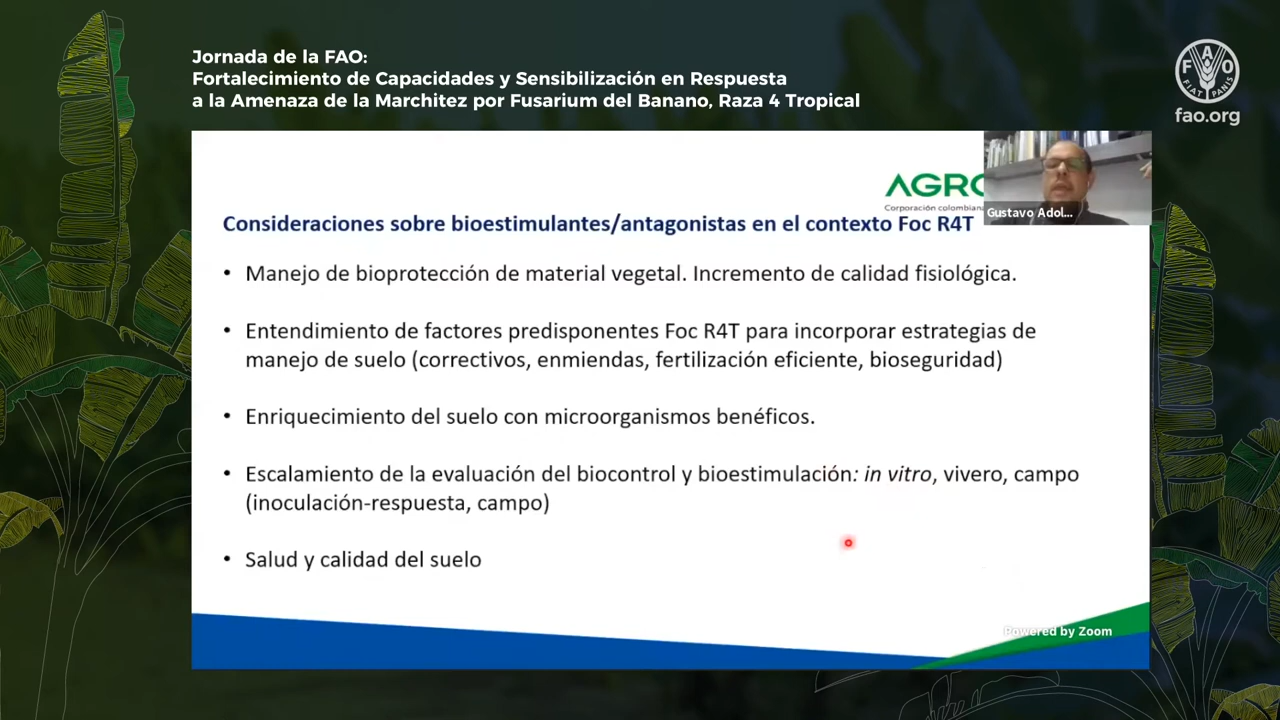 Jornada de la FAO:
Fortalecimiento de Capacidades y Sensibilización en Respuesta
a la Amenaza de la Marchitez por Fusarium del Banano, Raza 4 Tropical
FAO
FIAT PANIS
fao.org
AGRO
Corporación colombian
Gustavo Adol...
Consideraciones sobre bioestimulantes/antagonistas en el contexto Foc R4T
• Manejo de bioprotección de material vegetal. Incremento de calidad fisiológica.
• Entendimiento de factores predisponentes Foc R4T para incorporar estrategias de
manejo de suelo (correctivos, enmiendas, fertilización eficiente, bioseguridad)
• Enriquecimiento del suelo con microorganismos benéficos.
• Escalamiento de la evaluación del biocontrol y bioestimulación: in vitro, vivero, campo
(inoculación-respuesta, campo)
• Salud y calidad del suelo
Powered by Zoom